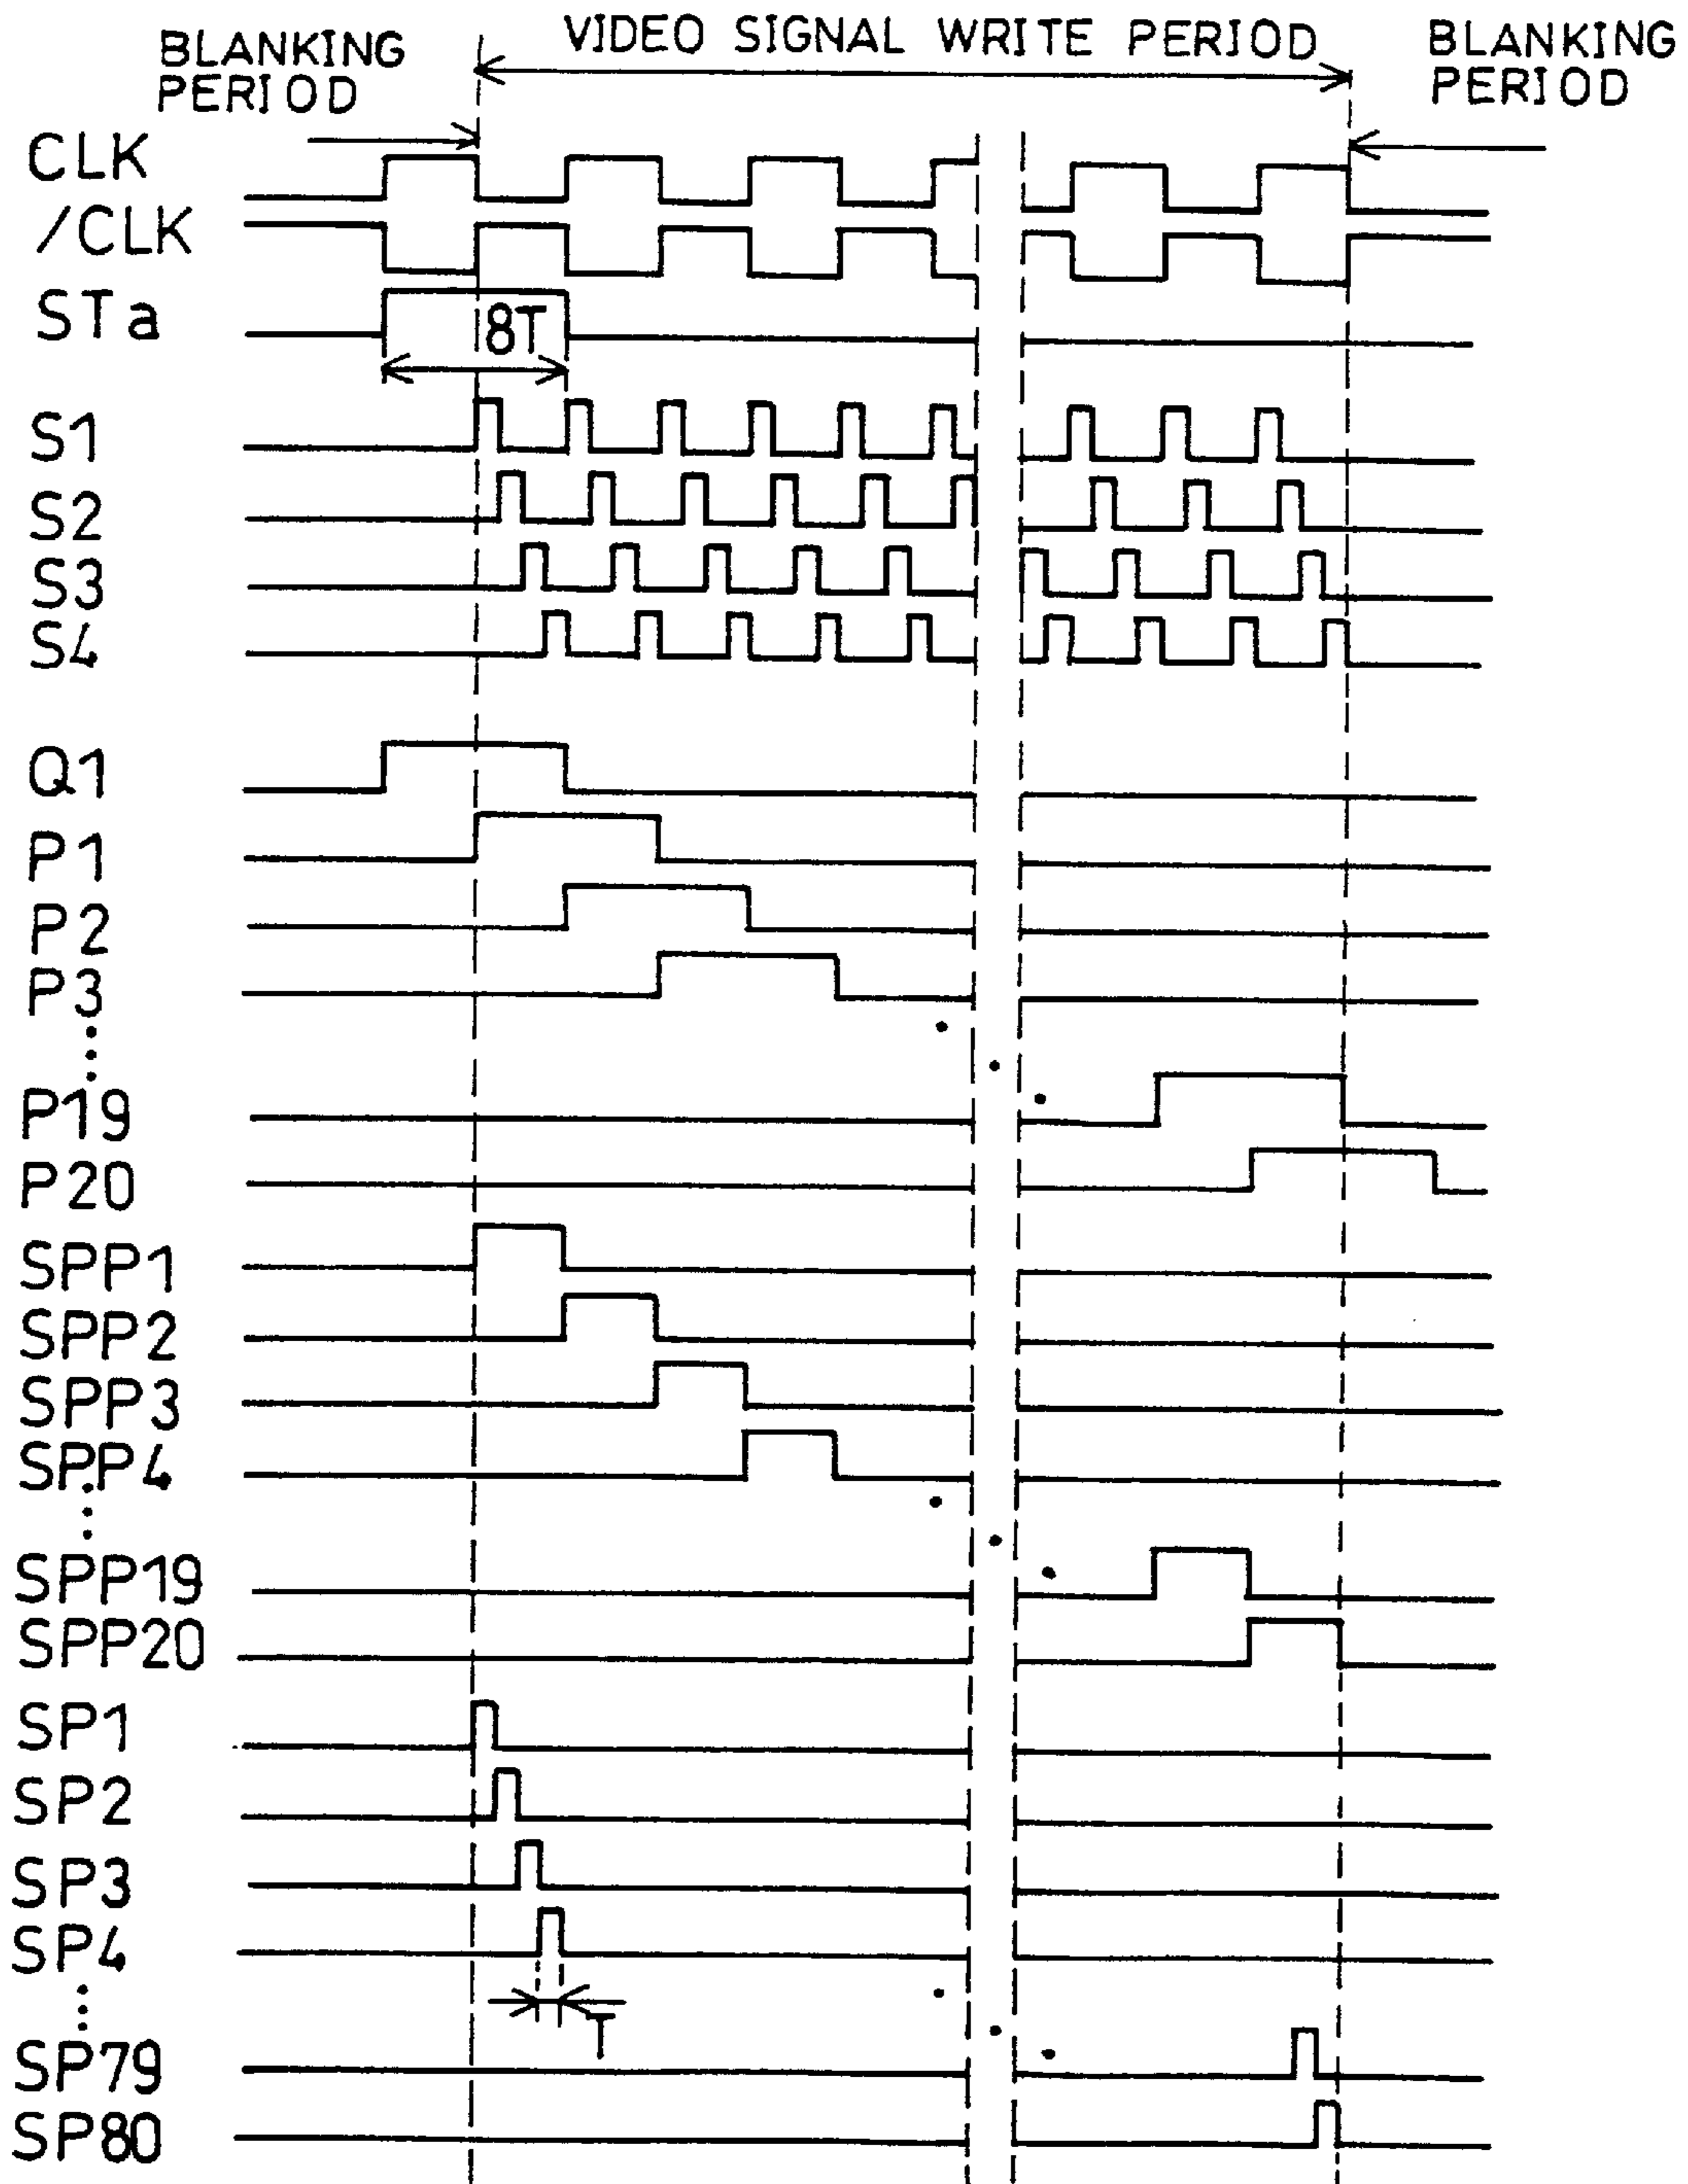 BLANKING
PERIOD
VIDEO SIGNAL WRITE PERIOD
BLANKING
PERIOD
CLK
/CLK
STa
8T
S1
S2
S3
S4
Q1
P1
P2
P3
P19
P20
SPP1
SPP2
SPP3
SPP4
SPP19
SPP20
SP1
SP2
SP3
SP4
T
SP79
SP80